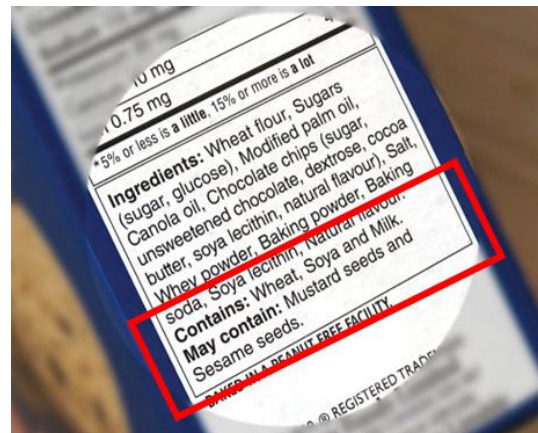 0 mg
0.75 mg
*5% or less is a little, 15% or more is a lot
Ingredients: Wheat flour, Sugars
(sugar, glucose), Modified palm oil,
Canola oil, Chocolate chips (sugar,
unsweetened chocolate, dextrose, cocoa
butter, soya lecithin, natural flavour), Salt,
Whey powder, Baking powder, Baking
soda, Soya lecithin, Natural flavour.
Contains: Wheat, Soya and Milk.
May contain: Mustard seeds and
Sesame seeds.
BAKED IN A PEANUT FREE FACILITY.
® REGISTERED